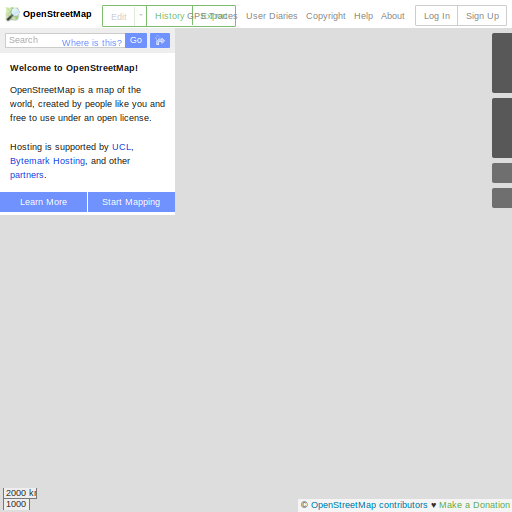 OpenStreetMap
Edit History Export GPS Traces User Diaries Copyright Help About Log In Sign Up
Search Where is this? Go
Welcome to OpenStreetMap!
OpenStreetMap is a map of the
world, created by people like you and
free to use under an open license.
Hosting is supported by UCL,
Bytemark Hosting, and other
partners.
Learn More Start Mapping
2000 k
1000
© OpenStreetMap contributors ♥ Make a Donation